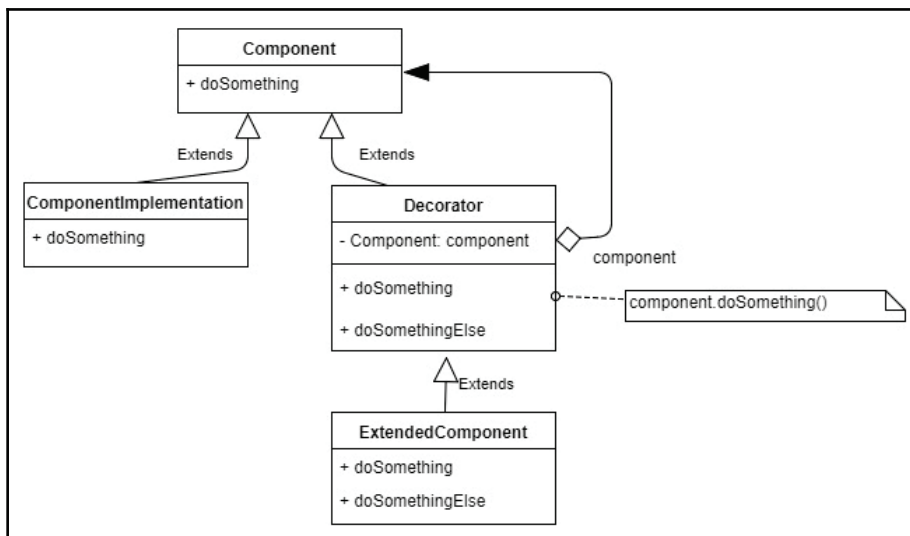 Component
+ doSomething
Extends
Extends
ComponentImplementation
+ doSomething
Decorator
- Component: component
component
+ doSomething
component.doSomething()
+ doSomethingElse
Extends
ExtendedComponent
+ doSomething
+ doSomethingElse